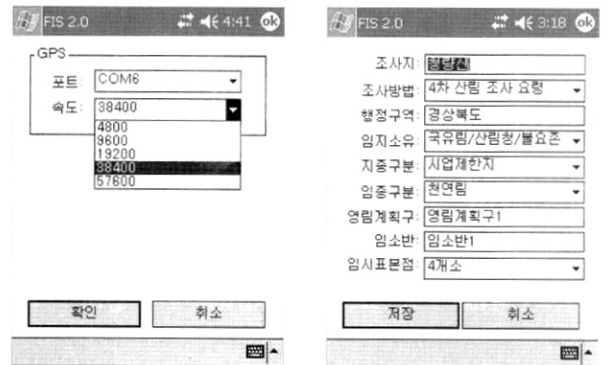 FIS 2.0 4:41 ok
GPS
포트: COM6
속도: 38400
4800
9600
19200
38400
57600
확인 취소
FIS 2.0 3:18 ok
조사지: 청량산
조사방법: 4차 산림 조사 요령
행정구역: 경상북도
임지소유: 국유림/산림청/불요존
지종구분: 시업제한지
임종구분: 천연림
영림계획구: 영림계획구1
임소반: 임소반1
임시표본점: 4개소
저장 취소